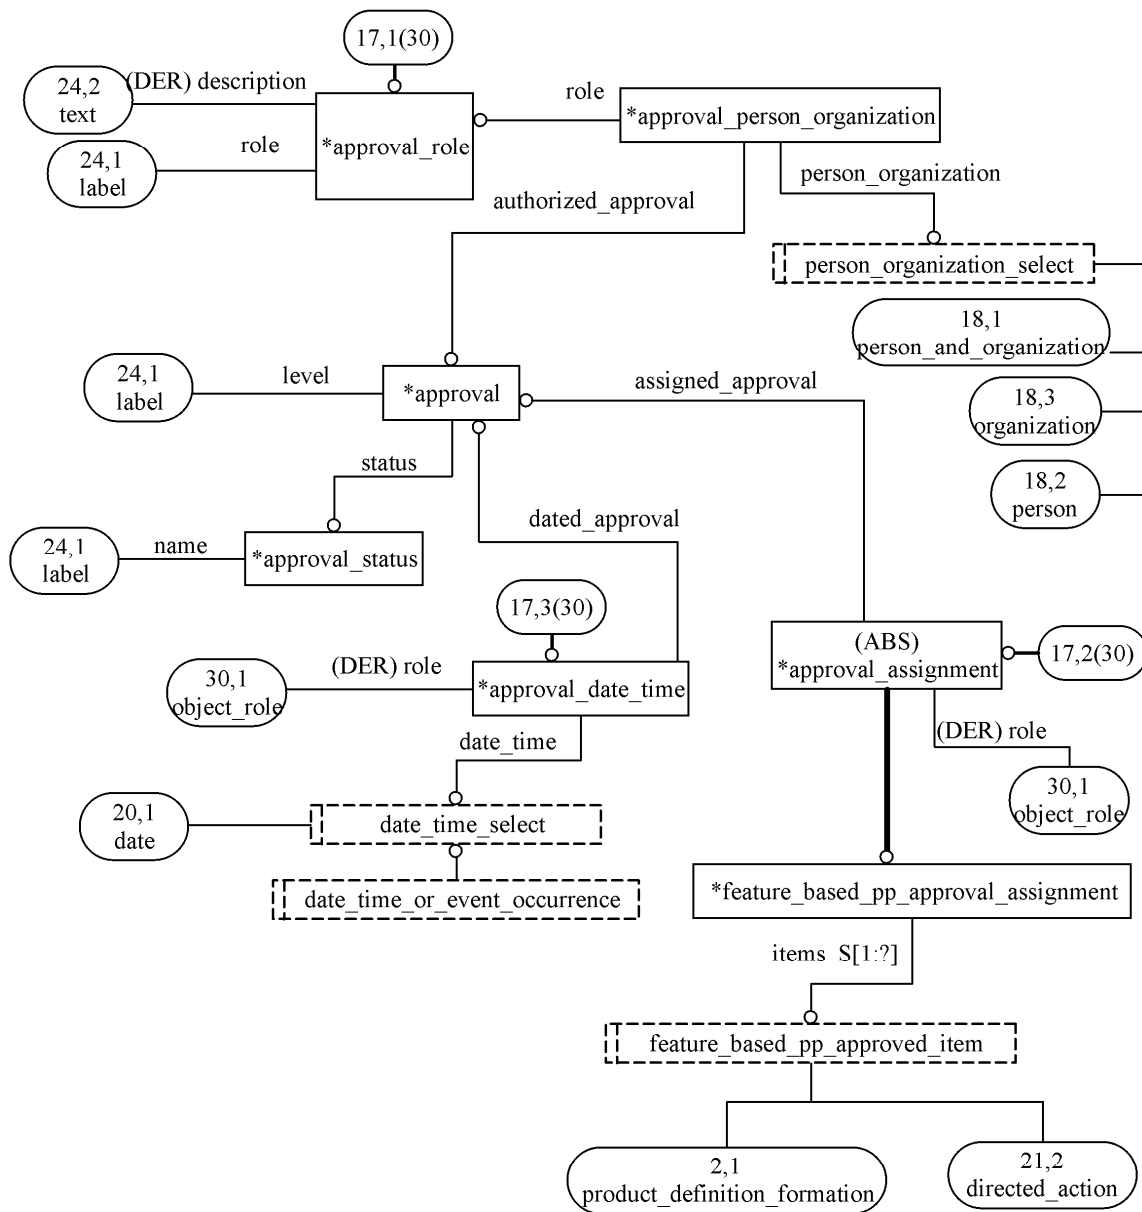 17,1(30)
24,2
text
(DER) description
role
*approval_role
*approval_person_organization
24,1
label
role
authorized_approval
person_organization
person_organization_select
18,1
person_and_organization
24,1
label
level
*approval
assigned_approval
18,3
organization
status
18,2
person
dated_approval
24,1
label
name
*approval_status
17,3(30)
(ABS)
*approval_assignment
17,2(30)
30,1
object_role
(DER) role
*approval_date_time
(DER) role
date_time
30,1
object_role
20,1
date
date_time_select
date_time_or_event_occurrence
*feature_based_pp_approval_assignment
items S[1:?]
feature_based_pp_approved_item
2,1
product_definition_formation
21,2
directed_action